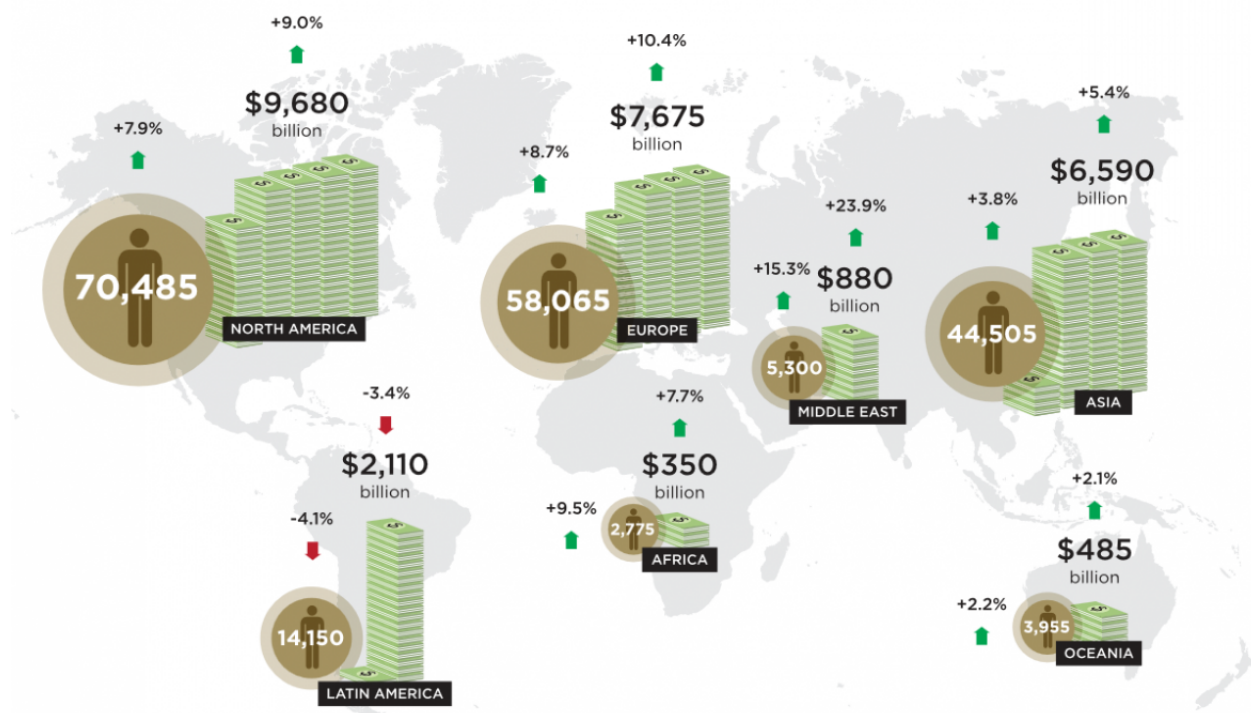 +9.0%
$9,680
billion
+7.9%
70,485
NORTH AMERICA
+10.4%
$7,675
billion
+8.7%
58,065
EUROPE
+23.9%
$880
billion
+15.3%
5,300
MIDDLE EAST
+5.4%
$6,590
billion
+3.8%
44,505
ASIA
-3.4%
$2,110
billion
-4.1%
14,150
LATIN AMERICA
+7.7%
$350
billion
+9.5%
2,775
AFRICA
+2.1%
$485
billion
+2.2%
3,955
OCEANIA